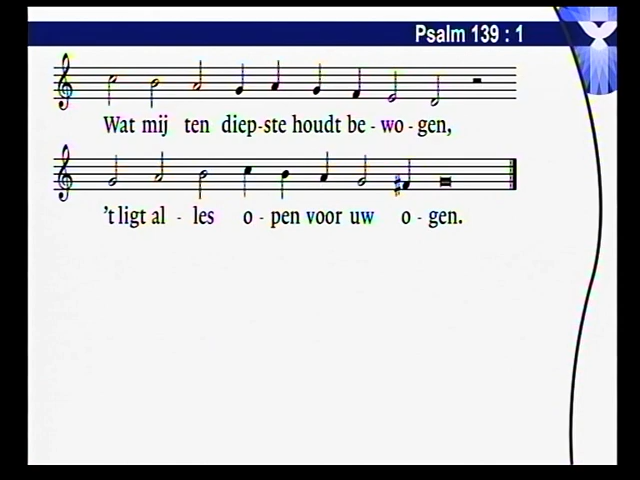 Psalm 139 : 1
Wat mij ten diep-ste houdt be - wo - gen,
't ligt al - les o - pen voor uw o - gen.